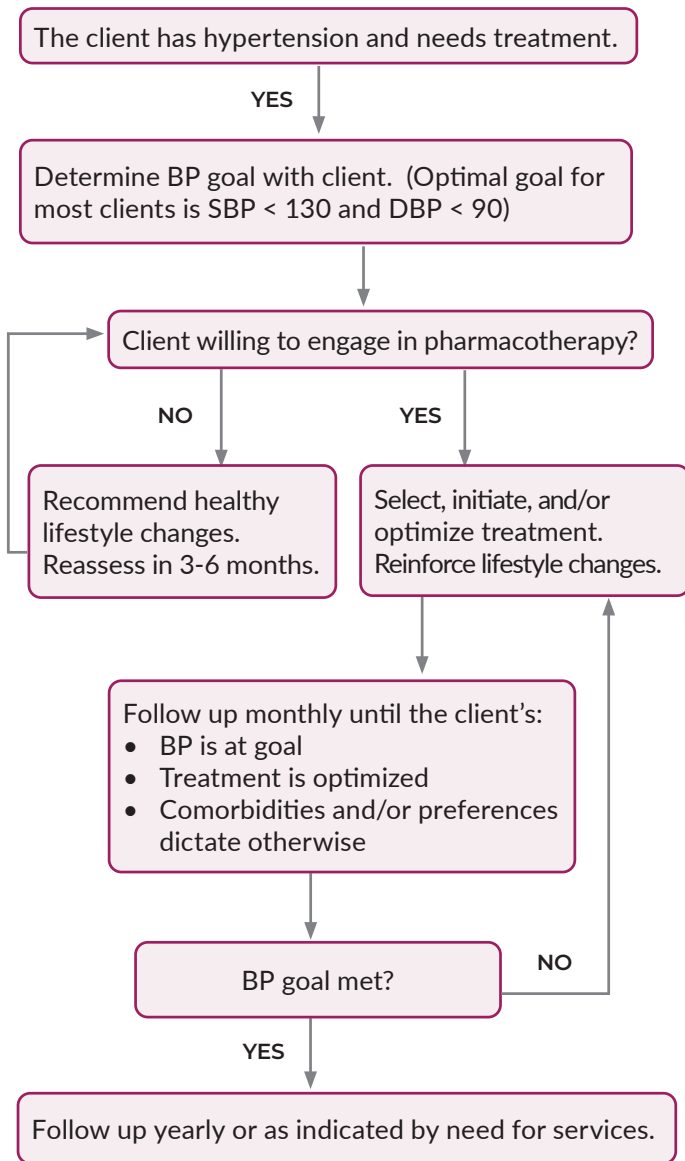 The client has hypertension and needs treatment.
YES
Determine BP goal with client. (Optimal goal for
most clients is SBP < 130 and DBP < 90)
Client willing to engage in pharmacotherapy?
NO
YES
Recommend healthy
lifestyle changes.
Reassess in 3-6 months.
Select, initiate, and/or
optimize treatment.
Reinforce lifestyle changes.
Follow up monthly until the client's:
• BP is at goal
• Treatment is optimized
• Comorbidities and/or preferences
dictate otherwise
BP goal met?
NO
YES
Follow up yearly or as indicated by need for services.